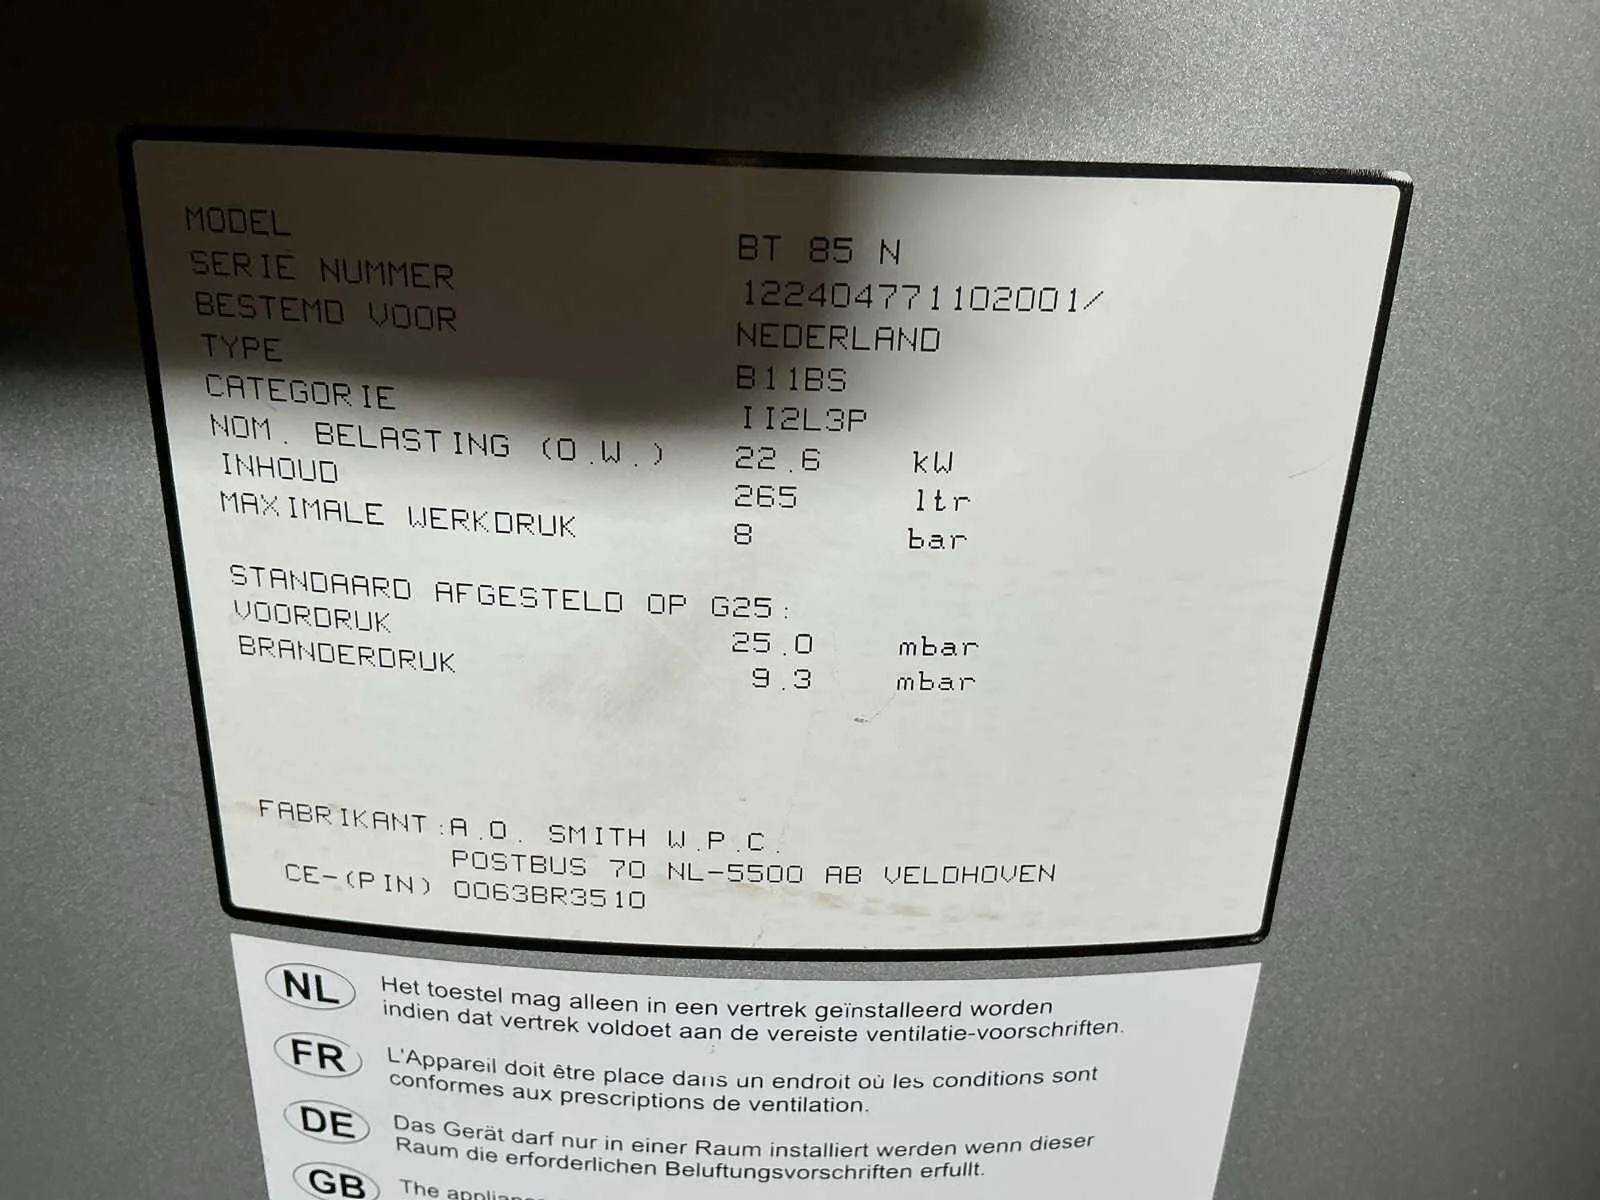 MODEL BT 85 N
SERIE NUMMER 122404771102001/
BESTEMD VOOR NEDERLAND
TYPE B11BS
CATEGORIE II2L3P
NOM. BELASTING (O.W.) 22.6 kW
INHOUD 265 ltr
MAXIMALE WERKDRUK 8 bar
STANDAARD AFGESTELD OP G25:
VOORDRUK 25.0 mbar
BRANDERDRUK 9.3 mbar
FABRIKANT:A.O. SMITH W.P.C.
POSTBUS 70 NL-5500 AB VELDHOVEN
CE-(PIN) 0063BR3510
NL Het toestel mag alleen in een vertrek geïnstalleerd worden
indien dat vertrek voldoet aan de vereiste ventilatie-voorschriften.
FR L'Appareil doit être place dans un endroit où les conditions sont
conformes aux prescriptions de ventilation.
DE Das Gerät darf nur in einer Raum installiert werden wenn dieser
Raum die erforderlichen Beluftungsvorschriften erfullt.
GB The